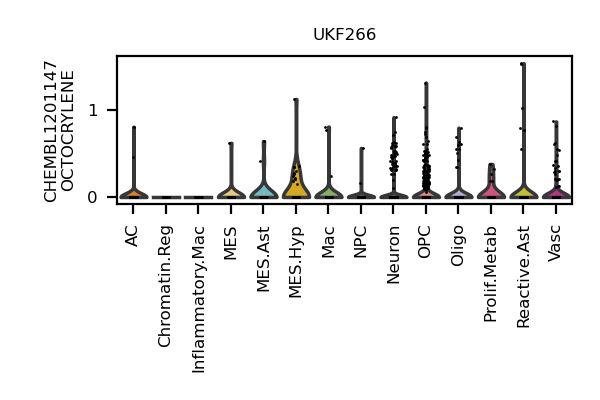 UKF266
CHEMBL1201147
OCTOCRYLENE
1
0
AC
Chromatin.Reg
Inflammatory.Mac
MES
MES.Ast
MES.Hyp
Mac
NPC
Neuron
OPC
Oligo
Prolif.Metab
Reactive.Ast
Vasc